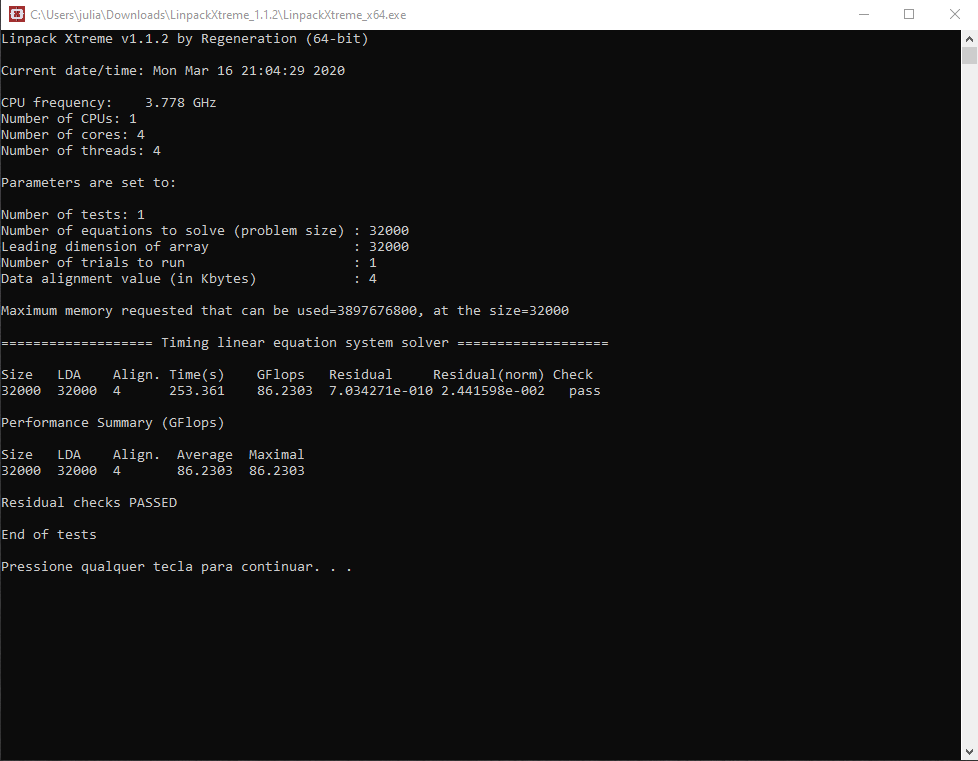 C:\Users\julia\Downloads\LinpackXtreme_1.1.2\LinpackXtreme_x64.exe
Linpack Xtreme v1.1.2 by Regeneration (64-bit)
Current date/time: Mon Mar 16 21:04:29 2020
CPU frequency:    3.778 GHz
Number of CPUs: 1
Number of cores: 4
Number of threads: 4
Parameters are set to:
Number of tests: 1
Number of equations to solve (problem size) : 32000
Leading dimension of array                  : 32000
Number of trials to run                     : 1
Data alignment value (in Kbytes)            : 4
Maximum memory requested that can be used=3897676800, at the size=32000
=================== Timing linear equation system solver ===================
Size   LDA    Align. Time(s)    GFlops   Residual     Residual(norm) Check
32000  32000  4      253.361    86.2303  7.034271e-010 2.441598e-002   pass
Performance Summary (GFlops)
Size   LDA    Align.  Average  Maximal
32000  32000  4       86.2303  86.2303
Residual checks PASSED
End of tests
Pressione qualquer tecla para continuar. . .